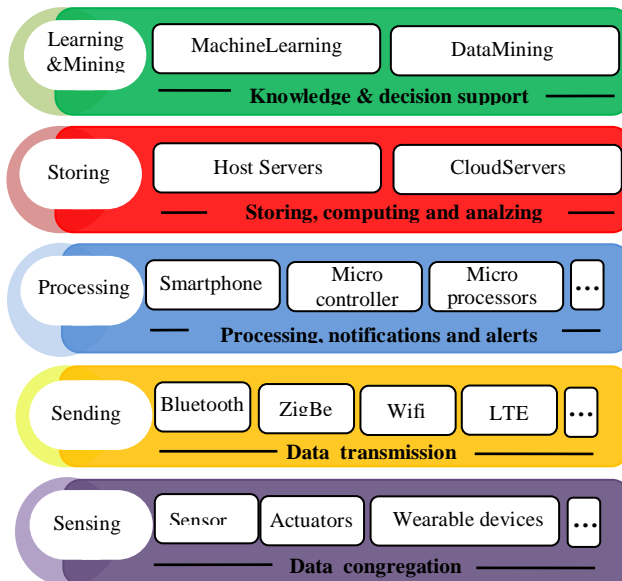 Learning
&Mining
MachineLearning
DataMining
Knowledge & decision support
Storing
Host Servers
CloudServers
Storing, computing and analzing
Processing
Smartphone
Micro
controller
Micro
processors
...
Processing, notifications and alerts
Sending
Bluetooth
ZigBe
Wifi
LTE
...
Data transmission
Sensing
Sensor
Actuators
Wearable devices
...
Data congregation